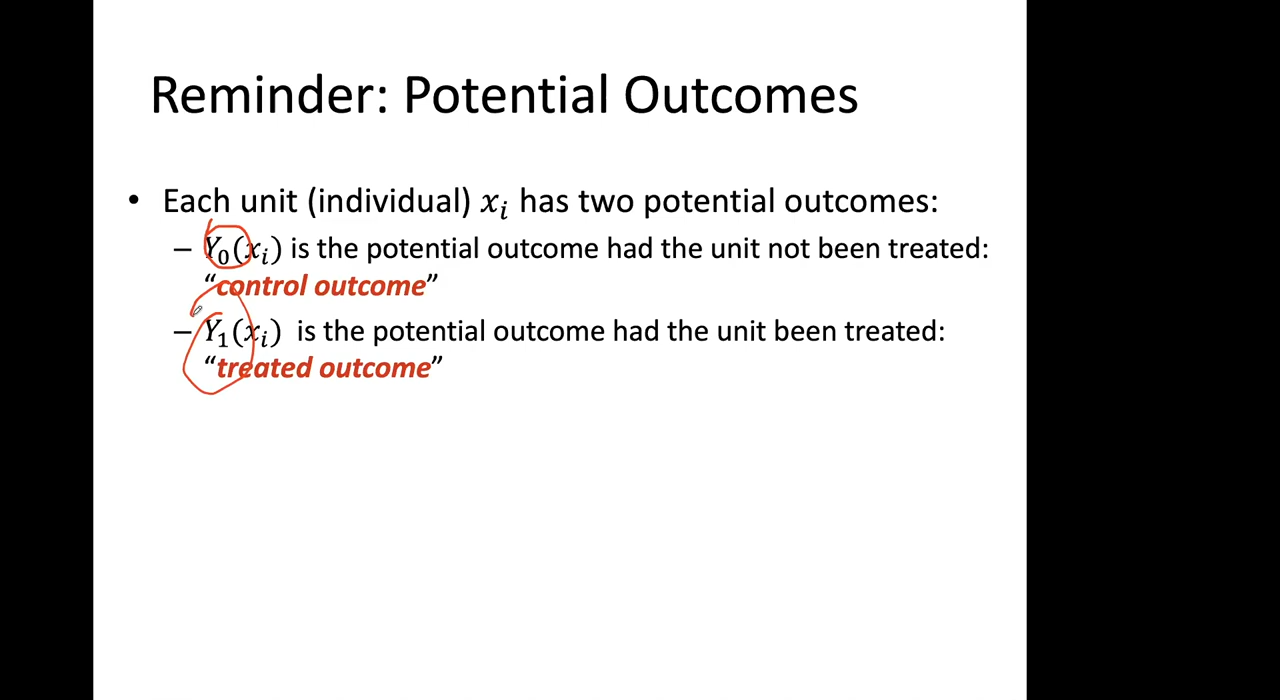 Reminder: Potential Outcomes
• Each unit (individual) xᵢ has two potential outcomes:
– Y₀(xᵢ) is the potential outcome had the unit not been treated:
“control outcome”
– Y₁(xᵢ) is the potential outcome had the unit been treated:
“treated outcome”